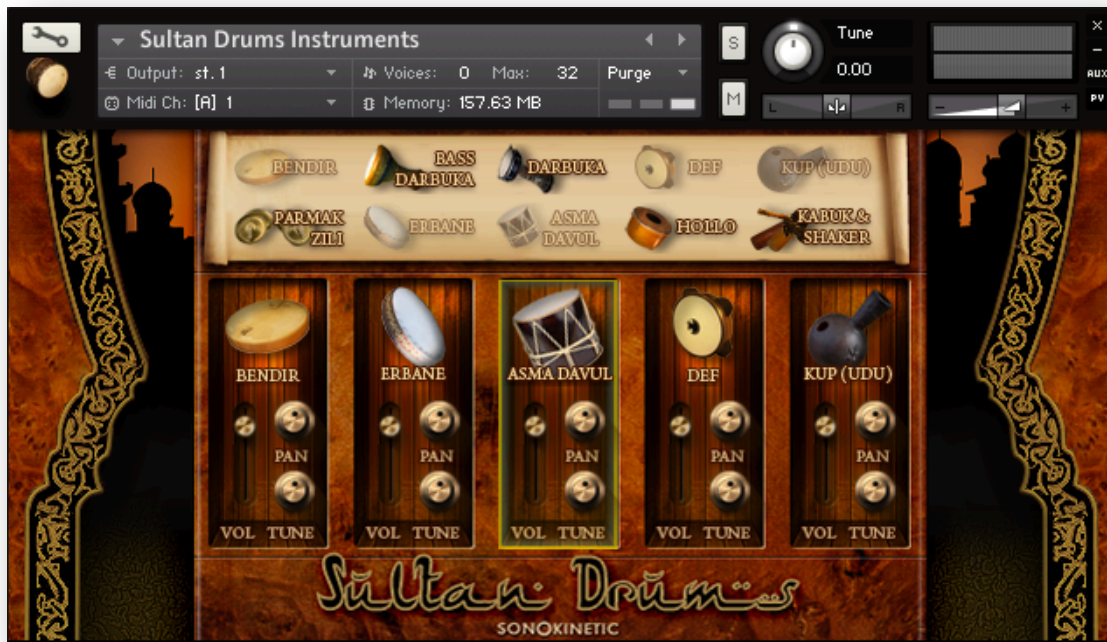 Sultan Drums Instruments
Output: st. 1
Voices: 0 Max: 32
Purge
Midi Ch: [A] 1
Memory: 157.63 MB
S
M
Tune
0.00
L R
- +
X
-
AUX
PV
BENDIR
BASS
DARBUKA
DARBUKA
DEF
KUP (UDU)
PARMAK
ZILI
ERBANE
ASMA
DAVUL
HOLLO
KABUK &
SHAKER
BENDIR
PAN
VOL TUNE
ERBANE
PAN
VOL TUNE
ASMA DAVUL
PAN
VOL TUNE
DEF
PAN
VOL TUNE
KUP (UDU)
PAN
VOL TUNE
Sultan Drums
SONOKINETIC